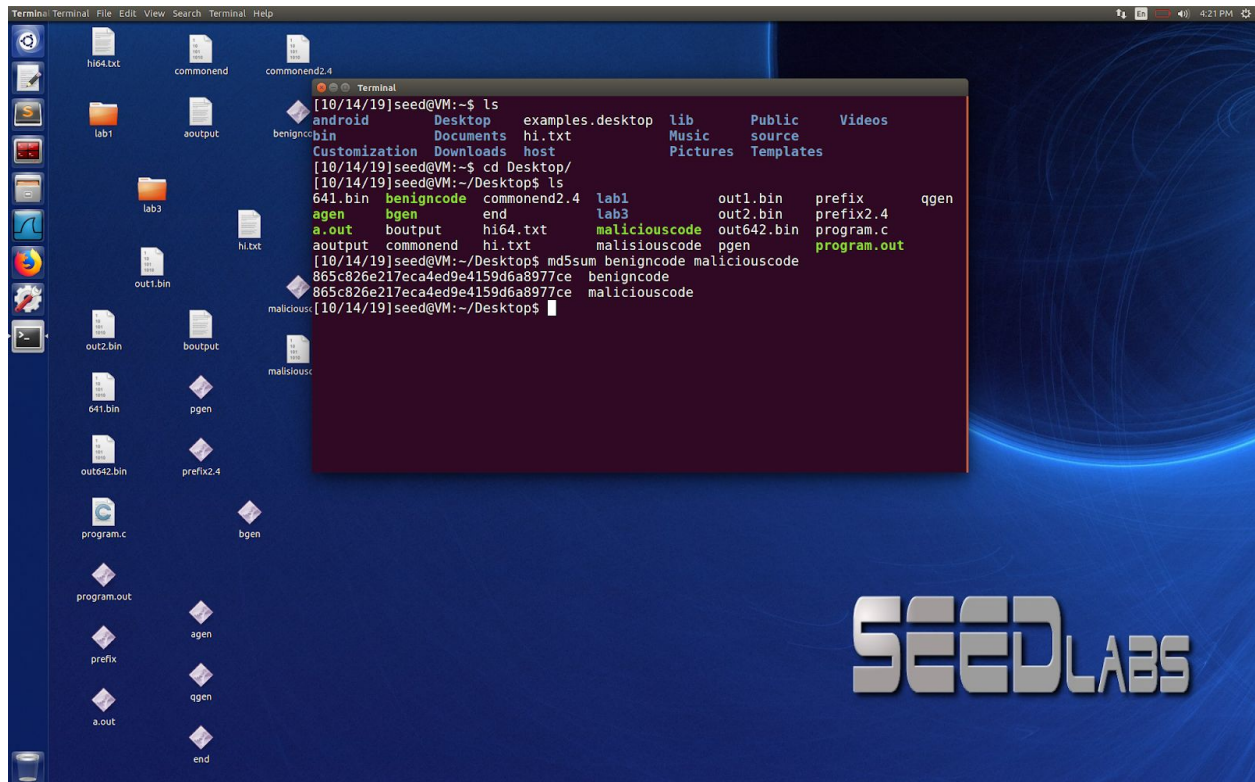 Terminal Terminal File Edit View Search Terminal Help
En 4:21 PM
hi64.txt
commonend
commonend2.4
lab1
aoutput
lab3
hi.txt
out1.bin
out2.bin
boutput
641.bin
pgen
out642.bin
prefix2.4
program.c
bgen
program.out
agen
prefix
qgen
a.out
end
Terminal
[10/14/19]seed@VM:~$ ls
android Desktop examples.desktop lib Public Videos
bin Documents hi.txt Music source
Customization Downloads host Pictures Templates
[10/14/19]seed@VM:~$ cd Desktop/
[10/14/19]seed@VM:~/Desktop$ ls
641.bin benigncode commonend2.4 lab1 out1.bin prefix qgen
agen bgen end lab3 out2.bin prefix2.4
a.out boutput hi64.txt maliciouscode out642.bin program.c
aoutput commonend hi.txt malisiouscode pgen program.out
[10/14/19]seed@VM:~/Desktop$ md5sum benigncode maliciouscode
865c826e217eca4ed9e4159d6a8977ce benigncode
865c826e217eca4ed9e4159d6a8977ce maliciouscode
[10/14/19]seed@VM:~/Desktop$
SEEDLABS